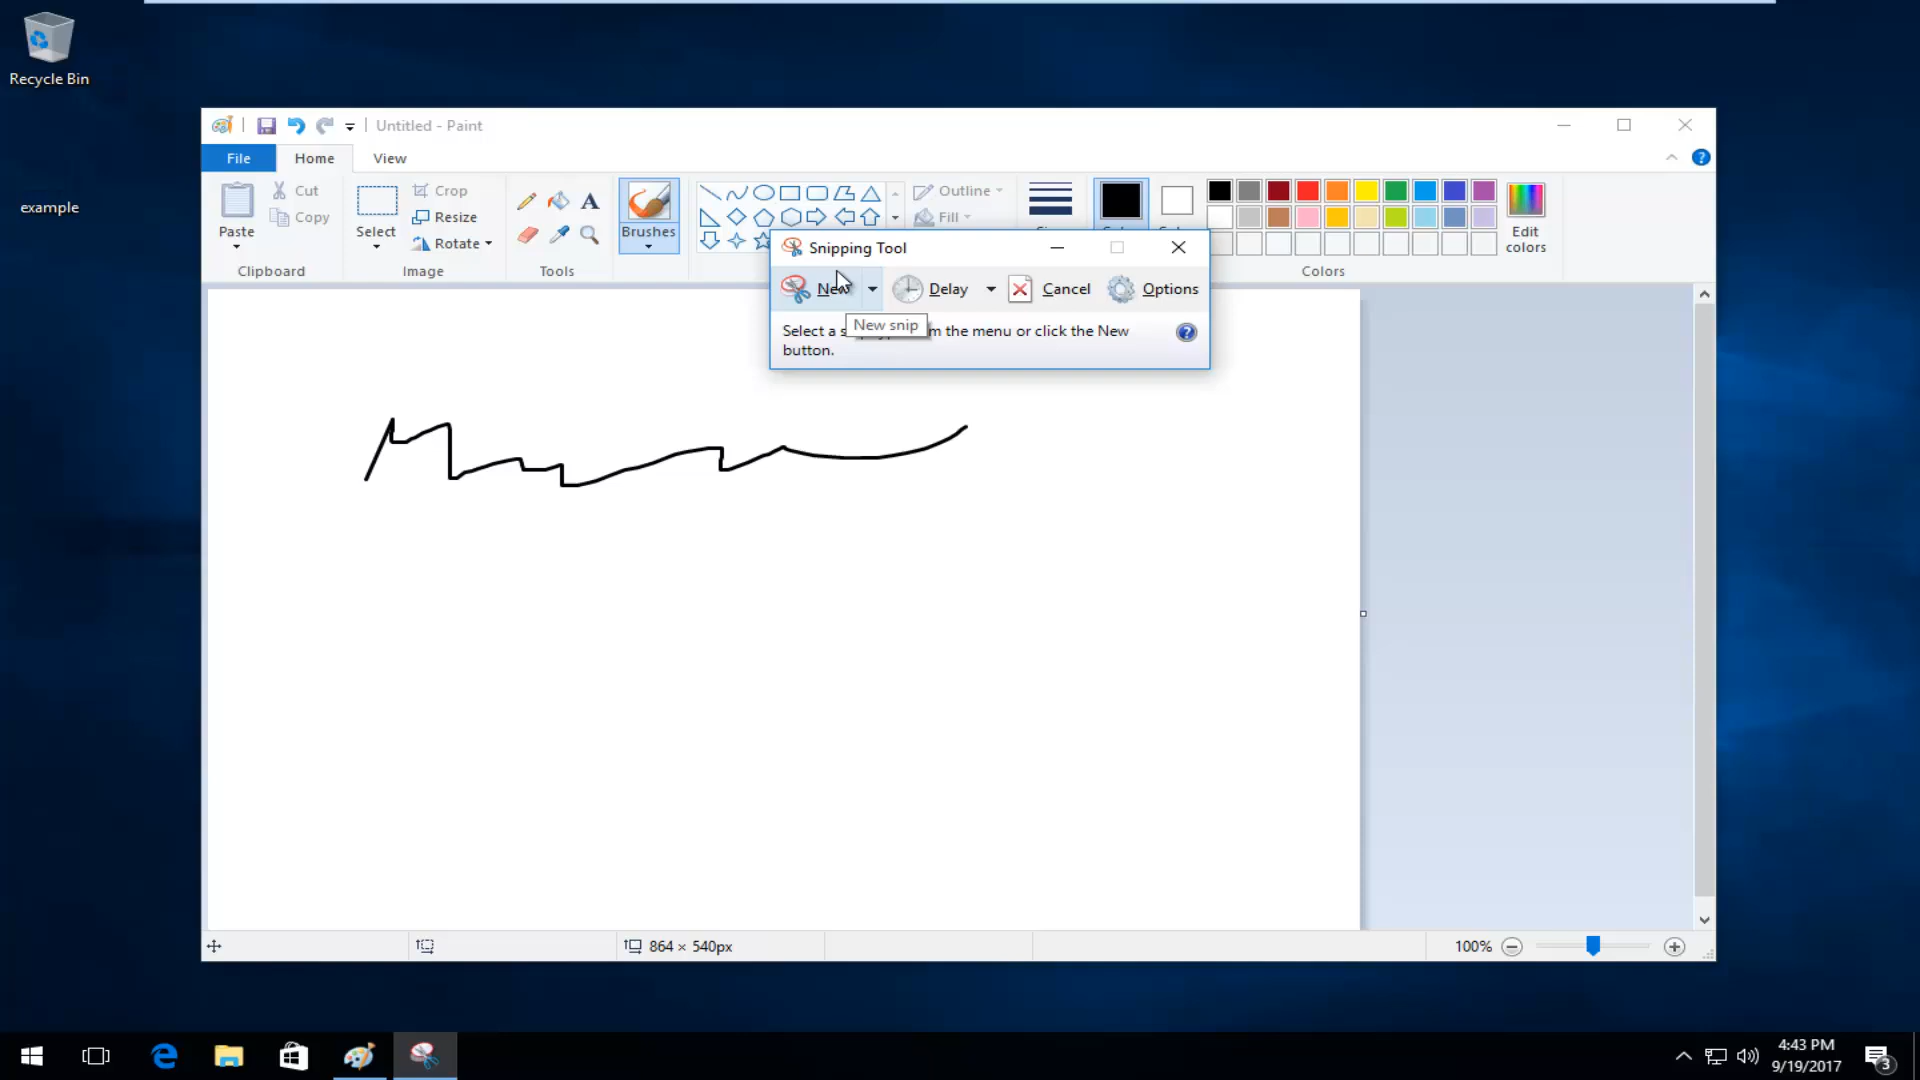 Recycle Bin
example
Untitled - Paint
File Home View
Paste
Cut
Copy
Clipboard
Select
Crop
Resize
Rotate
Image
Tools
Brushes
Outline
Fill
Edit colors
Colors
Snipping Tool
New Delay Cancel Options
New snip
Select a m the menu or click the New
button.
864 × 540px
100%
4:43 PM
9/19/2017
3